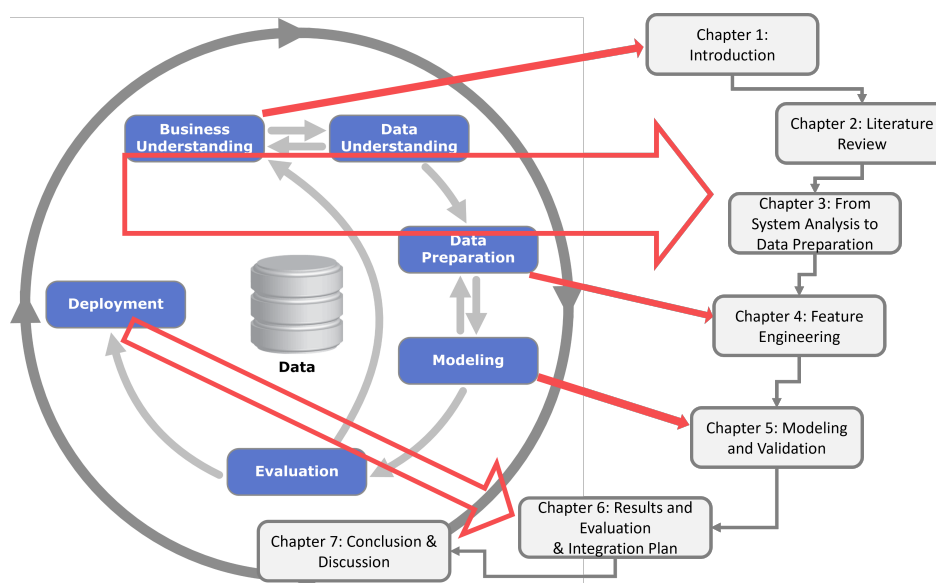 Chapter 1:
Introduction
Business
Understanding
Data
Understanding
Chapter 2: Literature
Review
Chapter 3: From
System Analysis to
Data Preparation
Data
Preparation
Deployment
Chapter 4: Feature
Engineering
Data
Modeling
Chapter 5: Modeling
and Validation
Evaluation
Chapter 6: Results and
Evaluation
& Integration Plan
Chapter 7: Conclusion &
Discussion